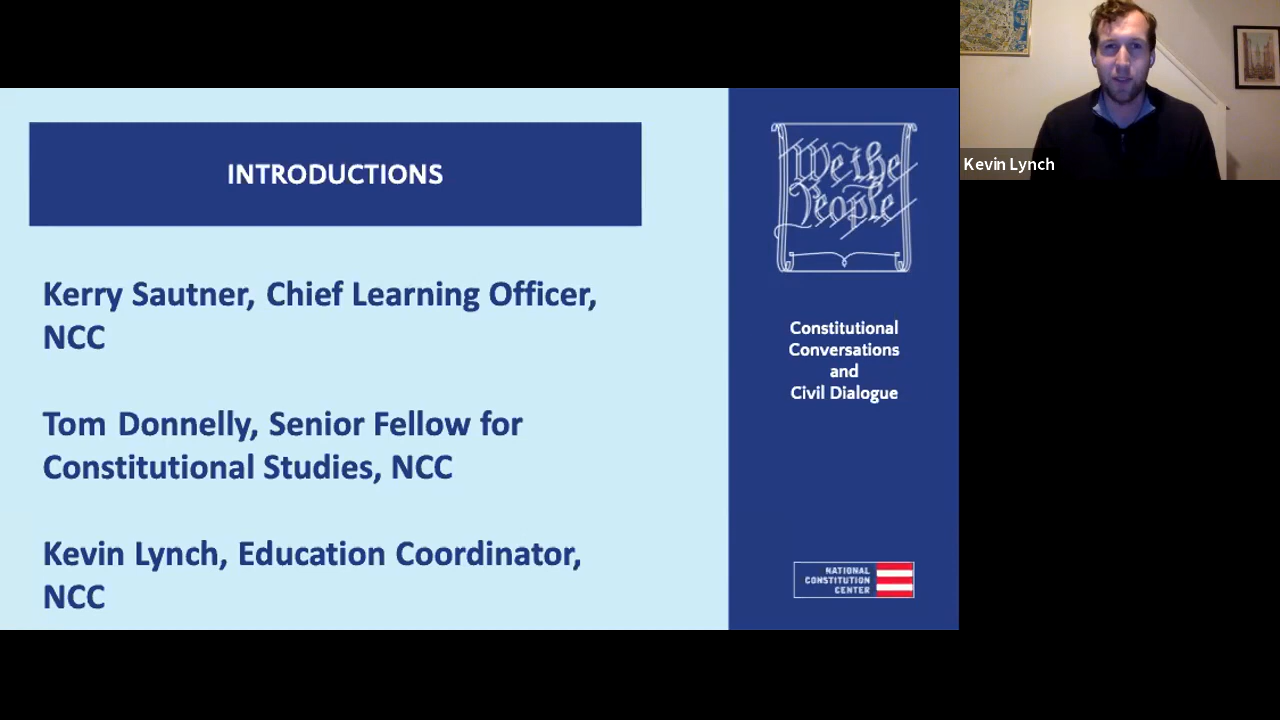 INTRODUCTIONS
Kerry Sautner, Chief Learning Officer,
NCC
Tom Donnelly, Senior Fellow for
Constitutional Studies, NCC
Kevin Lynch, Education Coordinator,
NCC
We the
People
Constitutional
Conversations
and
Civil Dialogue
NATIONAL
CONSTITUTION
CENTER
Kevin Lynch